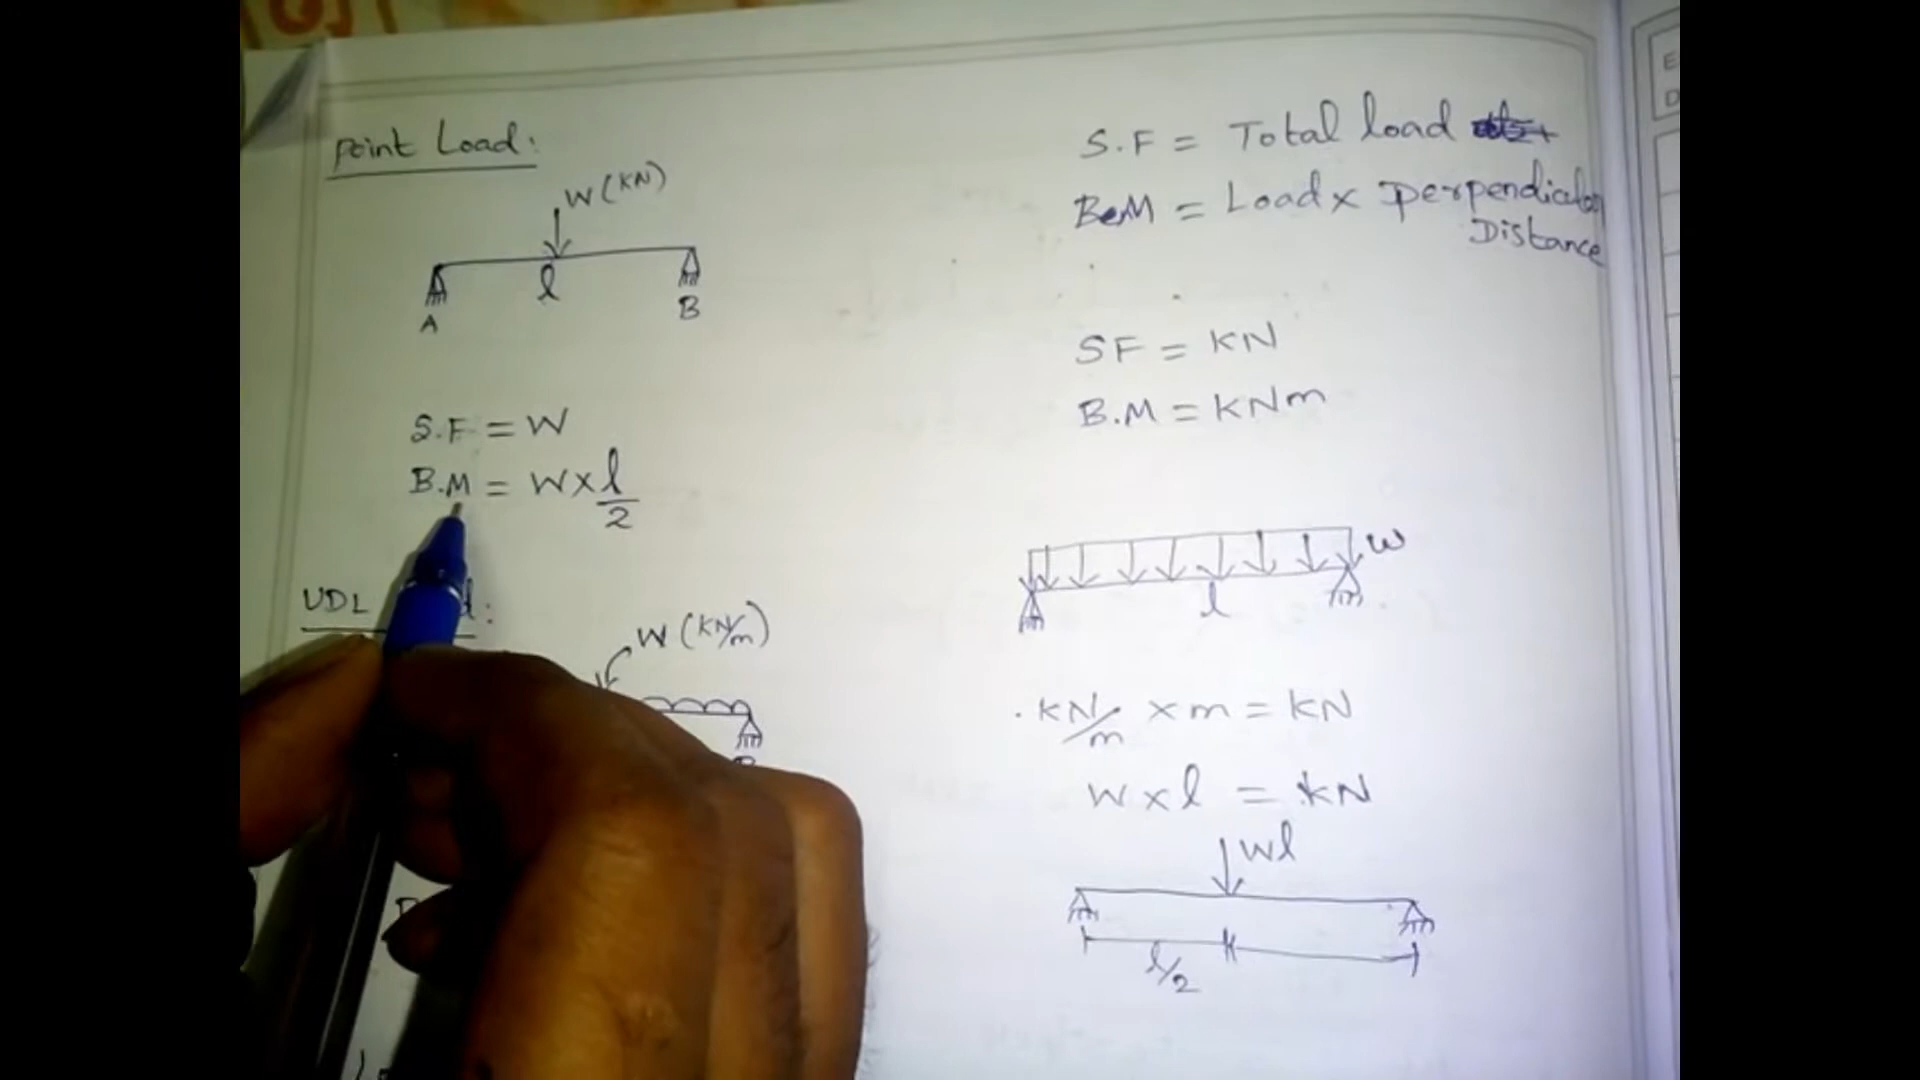 Point Load:
W (KN)
l
A
B
S.F = W
B.M = W x l/2
UDL
W (KN/m)
S.F = Total load
B.M = Load x Perpendicular
Distance
SF = KN
B.M = KNm
w
l
KN/m x m = KN
W x l = KN
Wl
l/2